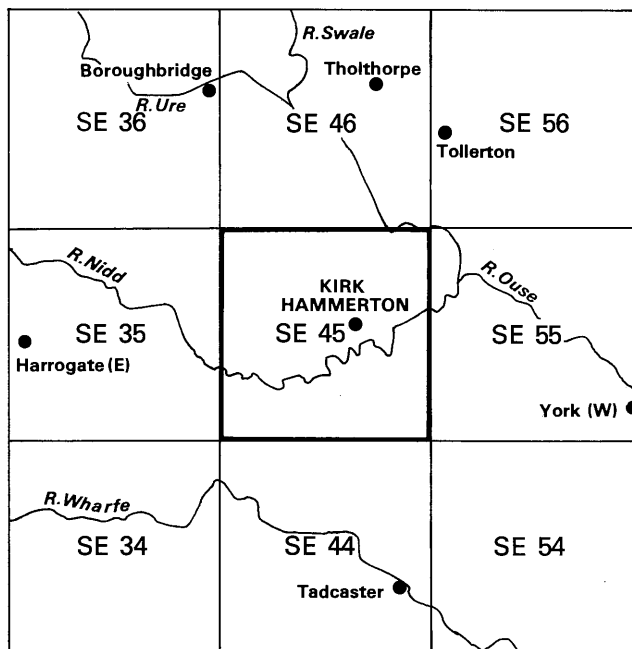 R.Swale
Boroughbridge
Tholthorpe
R.Ure
SE 36
SE 46
SE 56
Tollerton
R.Nidd
R.Ouse
KIRK
HAMMERTON
SE 35
SE 45
SE 55
Harrogate (E)
York (W)
R.Wharfe
SE 34
SE 44
SE 54
Tadcaster